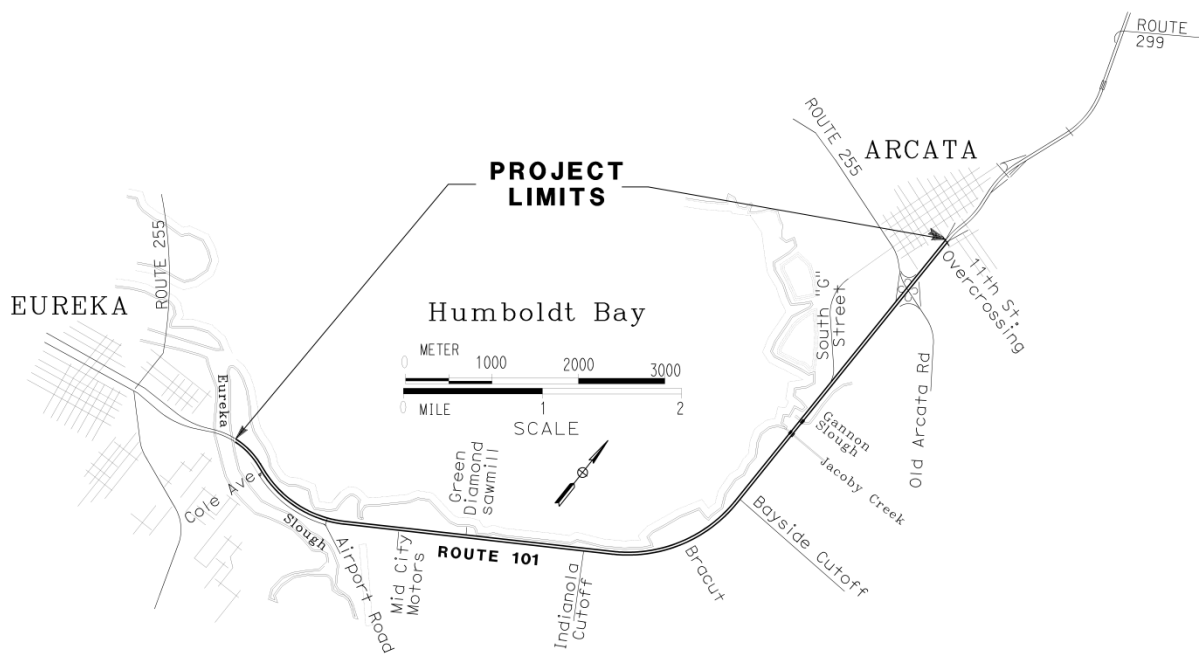 ROUTE
299
ROUTE 255
ARCATA
PROJECT
LIMITS
ROUTE 255
EUREKA
11th St.
Overcrossing
Humboldt Bay
South "G"
Street
0 METER 1000 2000 3000
0 MILE 1 2
SCALE
Old Arcata Rd
Eureka
Slough
Gannon
Slough
Jacoby Creek
Cole Ave
Green
Diamond
sawmill
Bayside Cutoff
Airport Road
Mid City
Motors
ROUTE 101
Indianola
Cutoff
Bracut